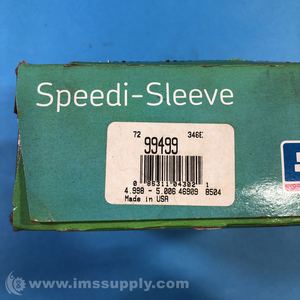 Speedi-Sleeve
72 346E
99499
0 85311 04302 1
4.998 - 5.006 46909 8504
Made in USA
© www.imssupply.com